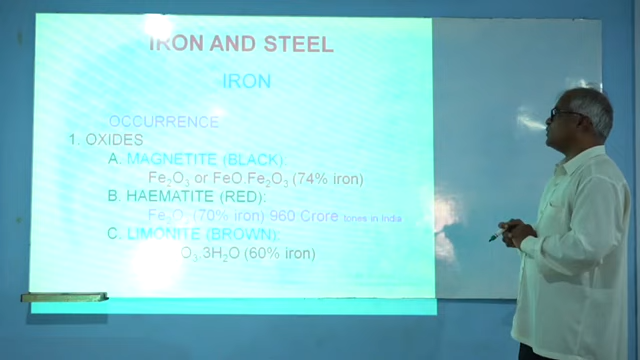 IRON AND STEEL
IRON
OCCURRENCE
1. OXIDES
A. MAGNETITE (BLACK):
Fe₂O₃ or FeO.Fe₂O₃ (74% iron)
B. HAEMATITE (RED):
Fe₂O (70% iron) 960 Crore tones in India
C. LIMONITE (BROWN):
O₃.3H₂O (60% iron)